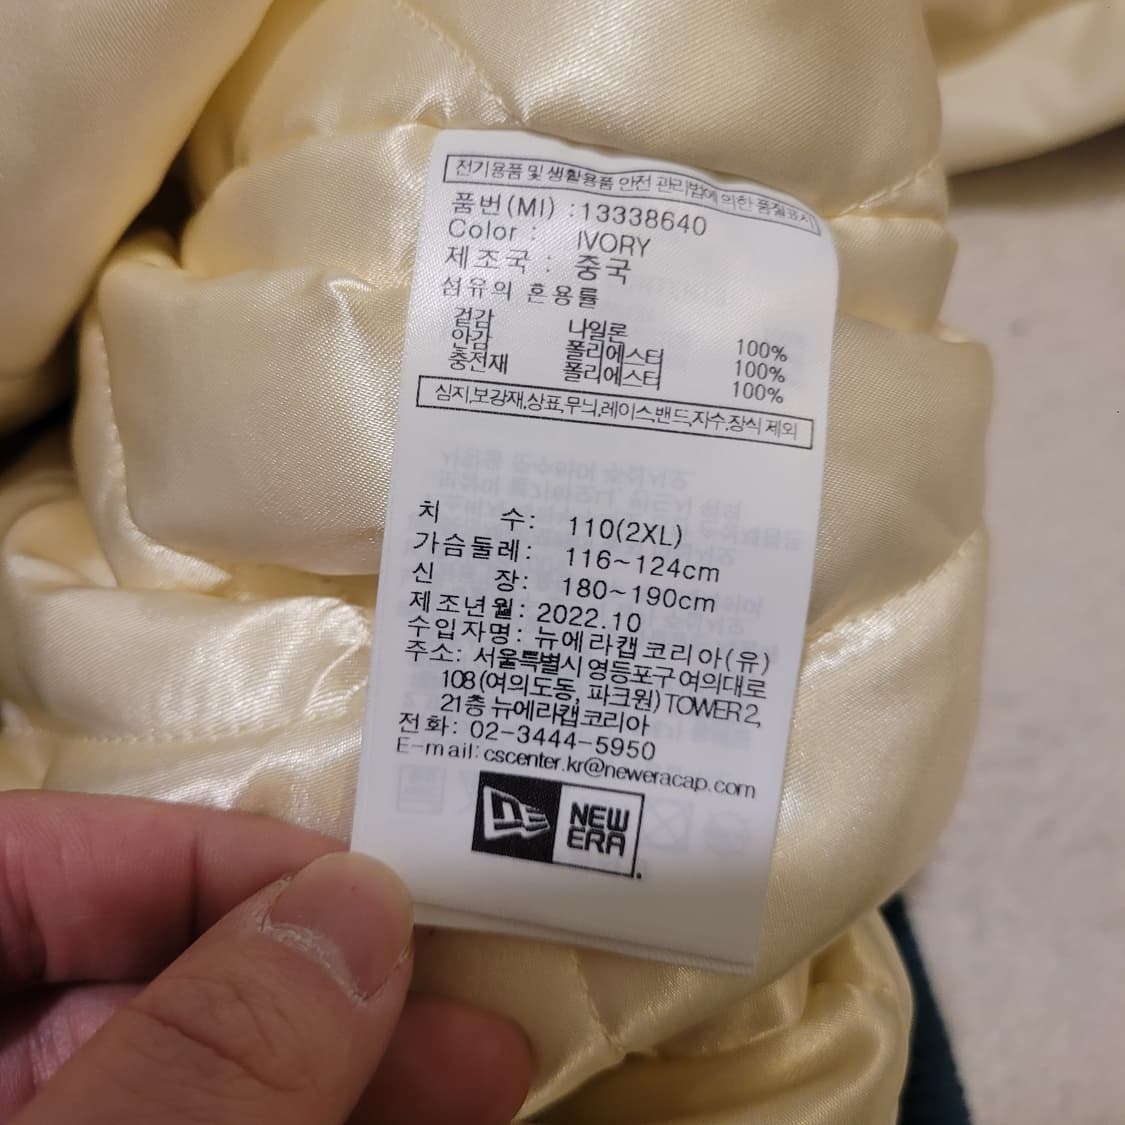 전기용품 및 생활용품 안전 관리법에 의한 품질표시
품번(MI) : 13338640
Color : IVORY
제조국 : 중국
섬유의 혼용률
겉감 나일론 100%
안감 폴리에스터 100%
충전재 폴리에스터 100%
심지,보강재,상표,무늬,레이스,밴드,자수,장식 제외
치 수: 110(2XL)
가슴둘레: 116~124cm
신 장: 180~190cm
제조년월: 2022.10
수입자명: 뉴에라캡코리아(유)
주소: 서울특별시 영등포구 여의대로
108 (여의도동, 파크원) TOWER 2,
21층 뉴에라캡코리아
전화: 02-3444-5950
E-mail: cscenter.kr@neweracap.com
NEW
ERA